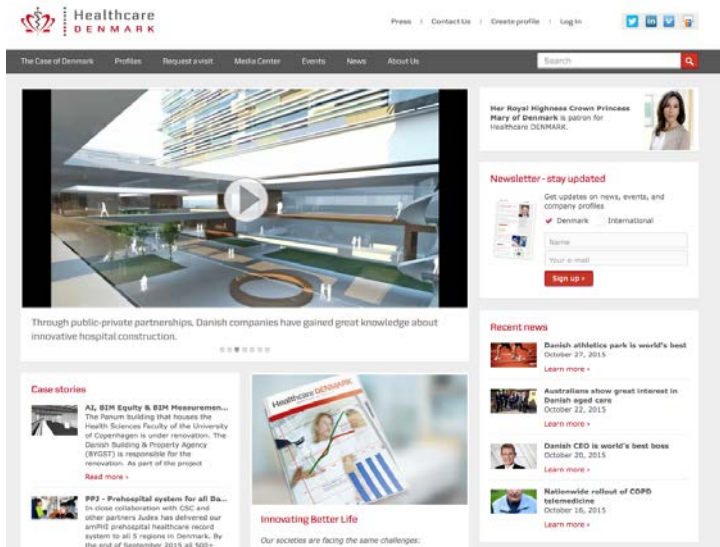 Healthcare
DENMARK
Press | Contact Us | Create profile | Log In
The Case of Denmark Profiles Request a visit Media Center Events News About Us
Search
Her Royal Highness Crown Princess
Mary of Denmark is patron for
Healthcare DENMARK.
Newsletter - stay updated
Get updates on news, events, and
company profiles
Denmark International
Name
Your e-mail
Sign up ›
Through public-private partnerships, Danish companies have gained great knowledge about
innovative hospital construction.
Recent news
Danish athletics park is world's best
October 27, 2015
Learn more ›
Australians show great interest in
Danish aged care
October 22, 2015
Learn more ›
Danish CEO is world's best boss
October 20, 2015
Learn more ›
Nationwide rollout of COPD
telemedicine
October 16, 2015
Learn more ›
Case stories
AI, BIM Equity & BIM Measuremen...
The Panum building that houses the
Health Sciences Faculty of the University
of Copenhagen is under renovation. The
Danish Building & Property Agency
(BYGST) is responsible for the
renovation. As part of the project
Read more ›
PPJ - Prehospital system for all Da...
In close collaboration with CSC and
other partners Judex has delivered our
amPHI prehospital healthcare record
system to all 5 regions in Denmark. By
the end of September 2015 all 500+
Healthcare DENMARK
Innovating Better Life
Our societies are facing the same challenges: